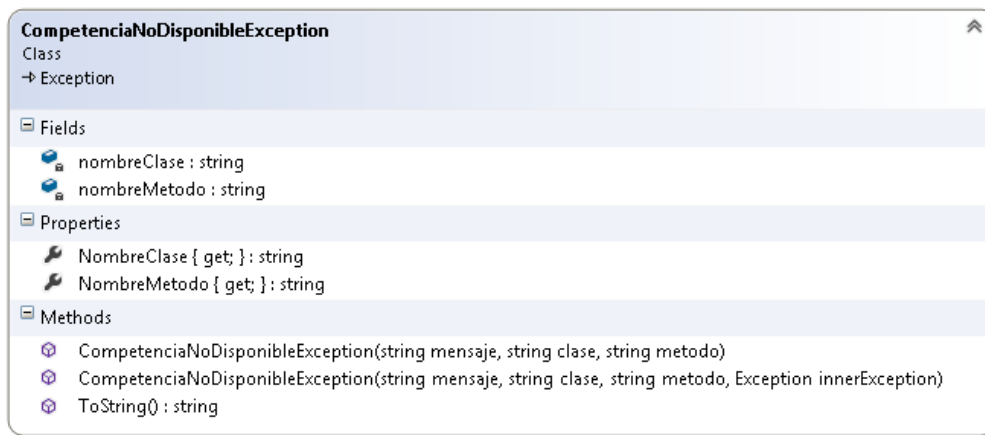 CompetenciaNoDisponibleException
Class
Exception
Fields
nombreClase : string
nombreMetodo : string
Properties
NombreClase { get; } : string
NombreMetodo { get; } : string
Methods
CompetenciaNoDisponibleException(string mensaje, string clase, string metodo)
CompetenciaNoDisponibleException(string mensaje, string clase, string metodo, Exception innerException)
ToString() : string